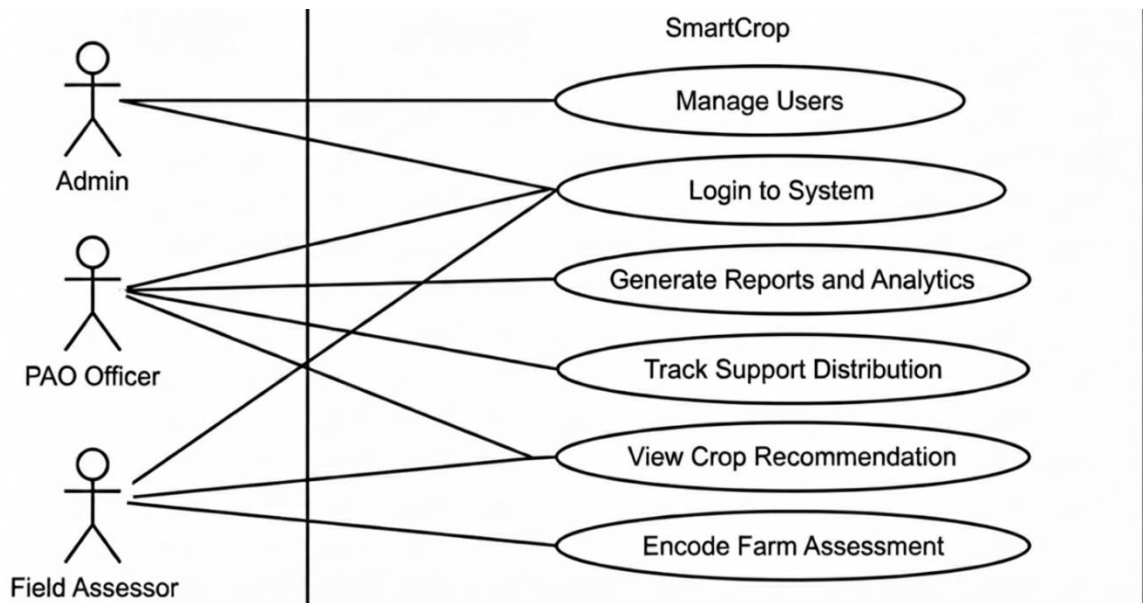 SmartCrop
Manage Users
Admin
Login to System
Generate Reports and Analytics
PAO Officer
Track Support Distribution
View Crop Recommendation
Encode Farm Assessment
Field Assessor